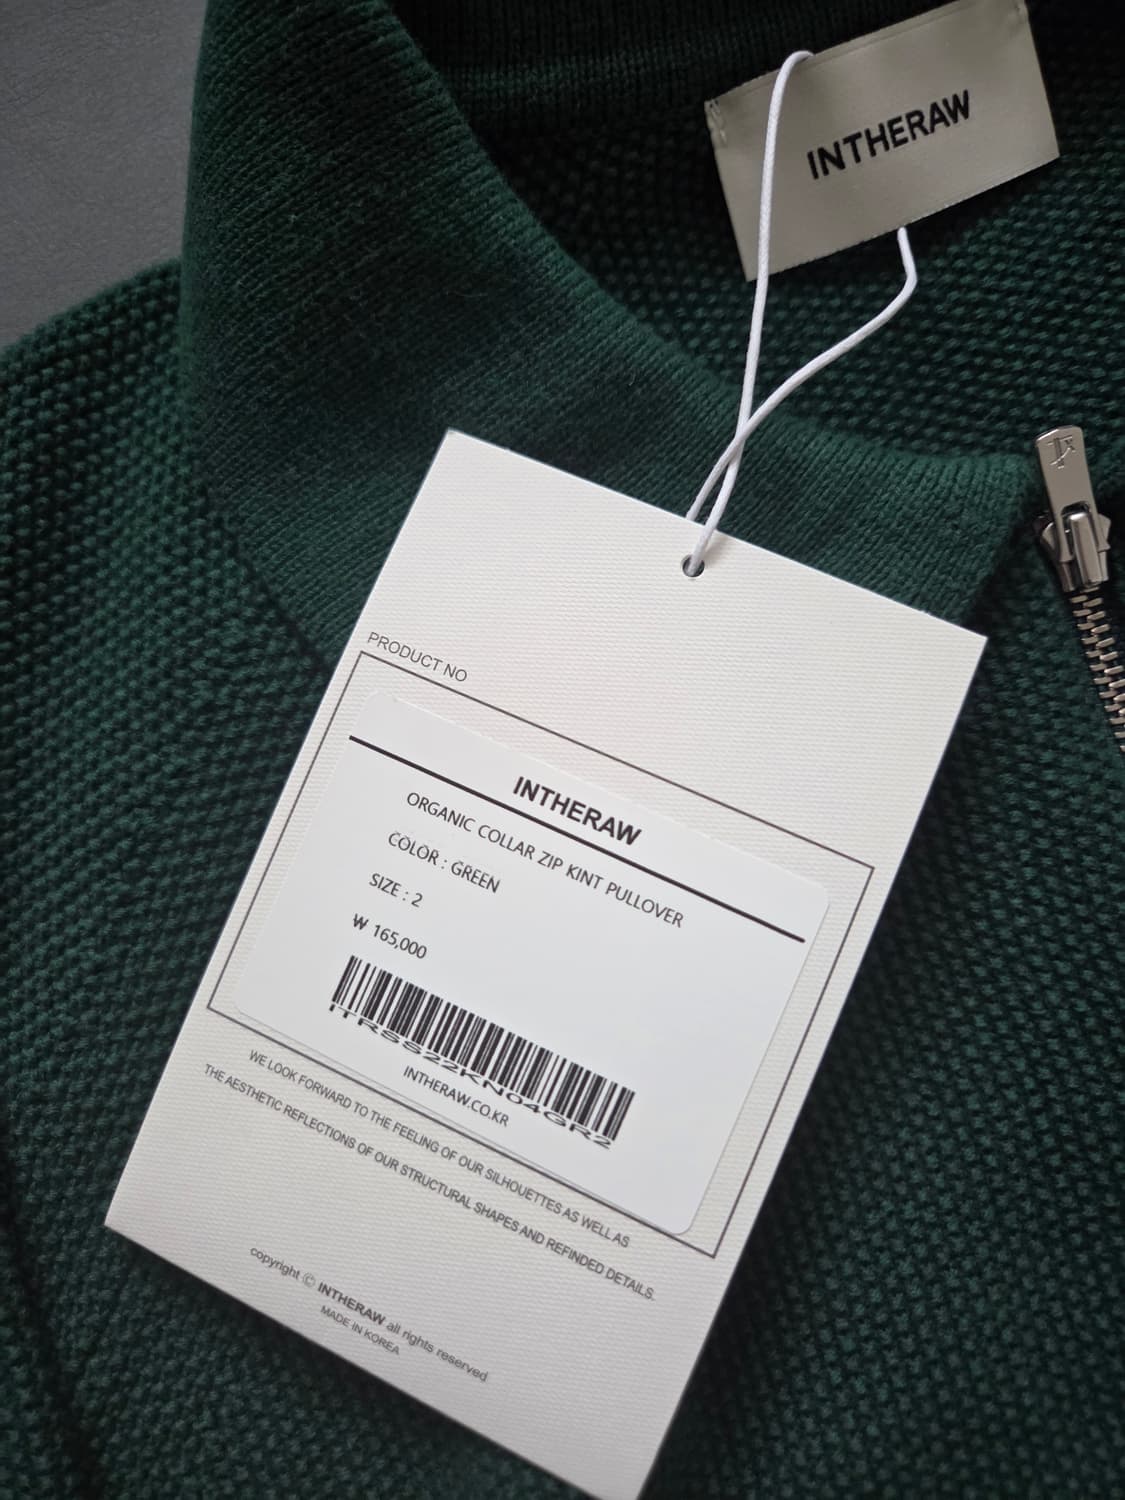 INTHERAW
PRODUCT NO
INTHERAW
ORGANIC COLLAR ZIP KINT PULLOVER
COLOR : GREEN
SIZE : 2
₩ 165,000
ITRSS22KN04GR2
INTHERAW.CO.KR
WE LOOK FORWARD TO THE FEELING OF OUR SILHOUETTES AS WELL AS
THE AESTHETIC REFLECTIONS OF OUR STRUCTURAL SHAPES AND REFINDED DETAILS.
copyright © INTHERAW all rights reserved
MADE IN KOREA